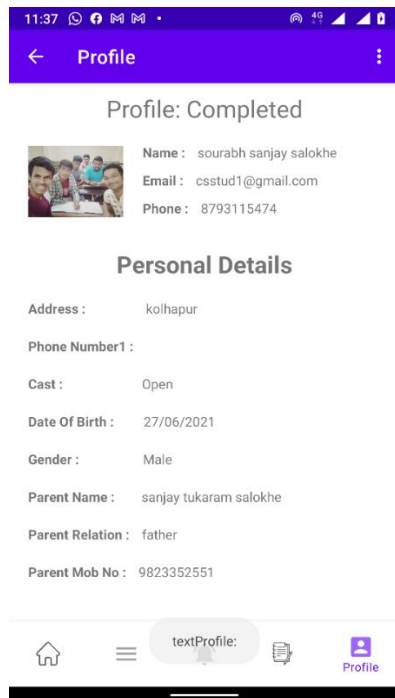 11:37
4G
Profile
Profile: Completed
Name : sourabh sanjay salokhe
Email : csstud1@gmail.com
Phone : 8793115474
Personal Details
Address : kolhapur
Phone Number1 :
Cast : Open
Date Of Birth : 27/06/2021
Gender : Male
Parent Name : sanjay tukaram salokhe
Parent Relation : father
Parent Mob No : 9823352551
textProfile:
Profile